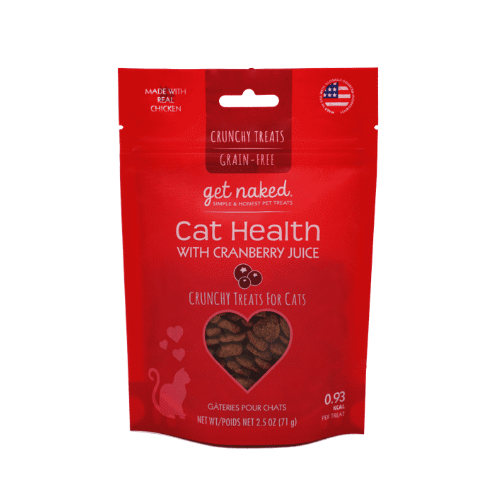 MADE WITH
REAL
CHICKEN
CRUNCHY TREATS
GRAIN-FREE
get naked.
SIMPLE & HONEST PET TREATS
Cat Health
WITH CRANBERRY JUICE
CRUNCHY TREATS FOR CATS
GÂTERIES POUR CHATS
NET WT/POIDS NET 2.5 OZ (71 g)
0.93
KCAL
PER TREAT